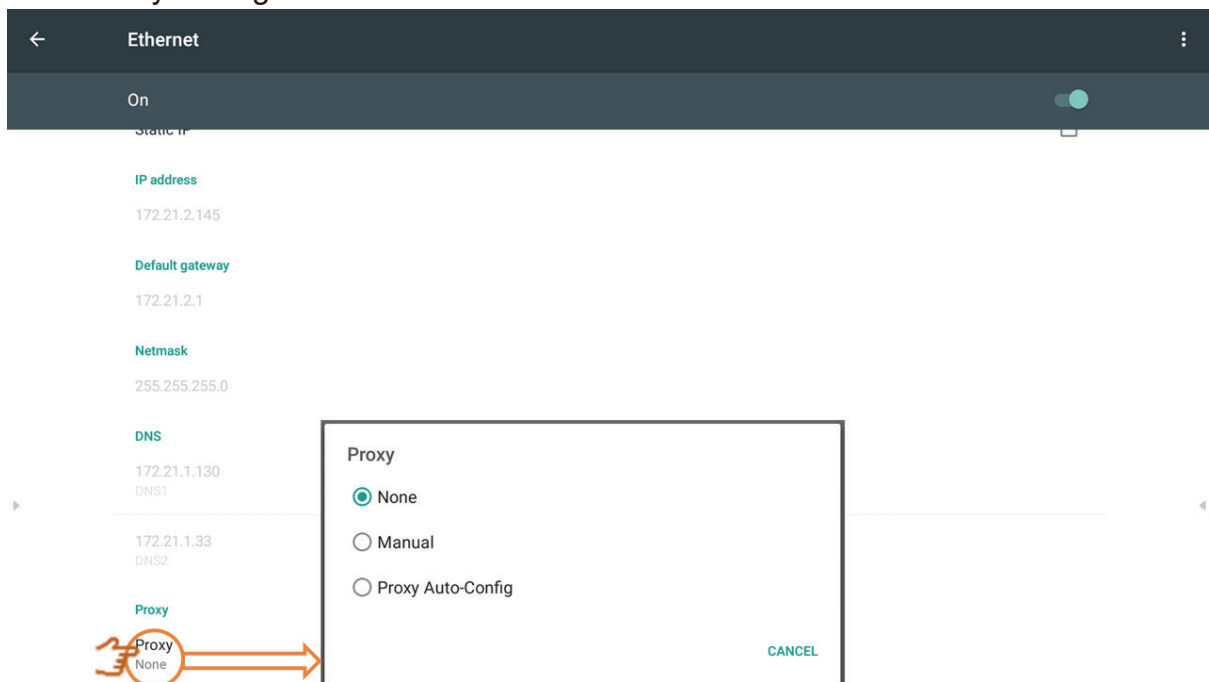 Ethernet
On
Static IP
IP address
172.21.2.145
Default gateway
172.21.2.1
Netmask
255.255.255.0
DNS
172.21.1.130
DNS1
172.21.1.33
DNS2
Proxy
Proxy
None
Proxy
None
Manual
Proxy Auto-Config
CANCEL